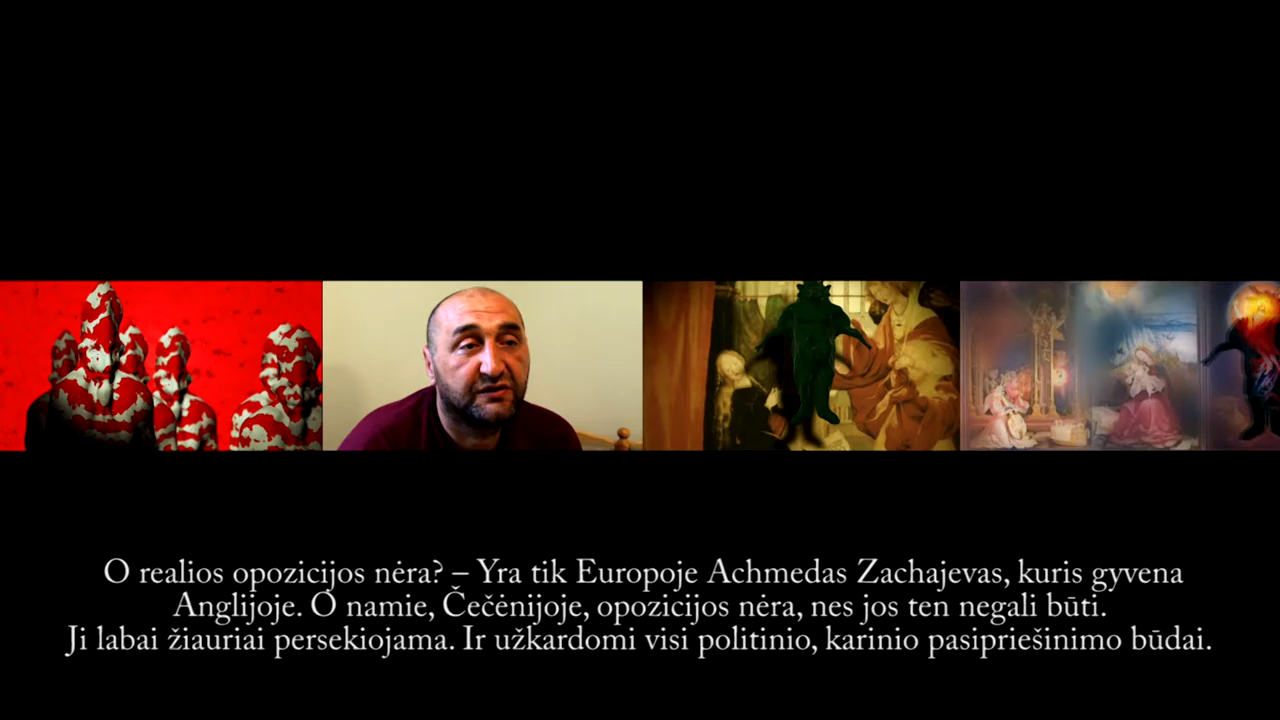 O realios opozicijos nėra? – Yra tik Europoje Achmedas Zachajevas, kuris gyvena
Anglijoje. O namie, Čečėnijoje, opozicijos nėra, nes jos ten negali būti.
Ji labai žiauriai persekiojama. Ir užkardomi visi politinio, karinio pasipriešinimo būdai.